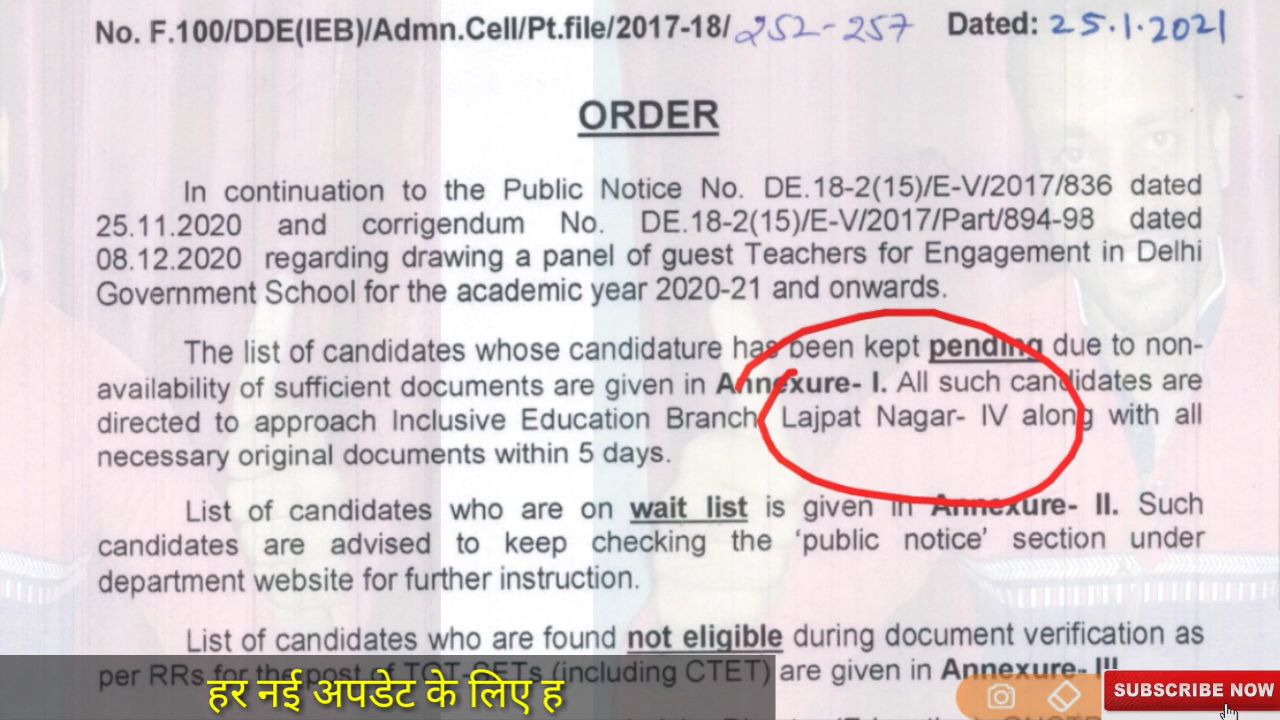 No. F.100/DDE(IEB)/Admn.Cell/Pt.file/2017-18/252-257 Dated: 25.1.2021
ORDER
In continuation to the Public Notice No. DE.18-2(15)/E-V/2017/836 dated
25.11.2020 and corrigendum No. DE.18-2(15)/E-V/2017/Part/894-98 dated
08.12.2020 regarding drawing a panel of guest Teachers for Engagement in Delhi
Government School for the academic year 2020-21 and onwards.
The list of candidates whose candidature has been kept pending due to non-
availability of sufficient documents are given in Annexure- I. All such candidates are
directed to approach Inclusive Education Branch, Lajpat Nagar- IV along with all
necessary original documents within 5 days.
List of candidates who are on wait list is given in Annexure- II. Such
candidates are advised to keep checking the 'public notice' section under
department website for further instruction.
List of candidates who are found not eligible during document verification as
per RRs for the post of TGT-SETs (including CTET) are given in Annexure- III.
हर नई अपडेट के लिए ह
SUBSCRIBE NOW